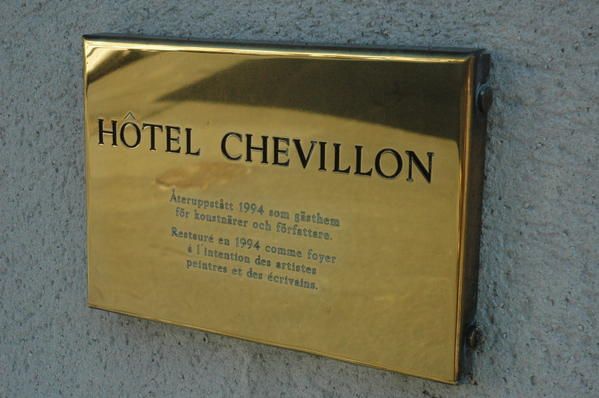 HÔTEL CHEVILLON
Återuppstått 1994 som gästhem
för konstnärer och författare.
Restauré en 1994 comme foyer
à l'intention des artistes
peintres et des écrivains.